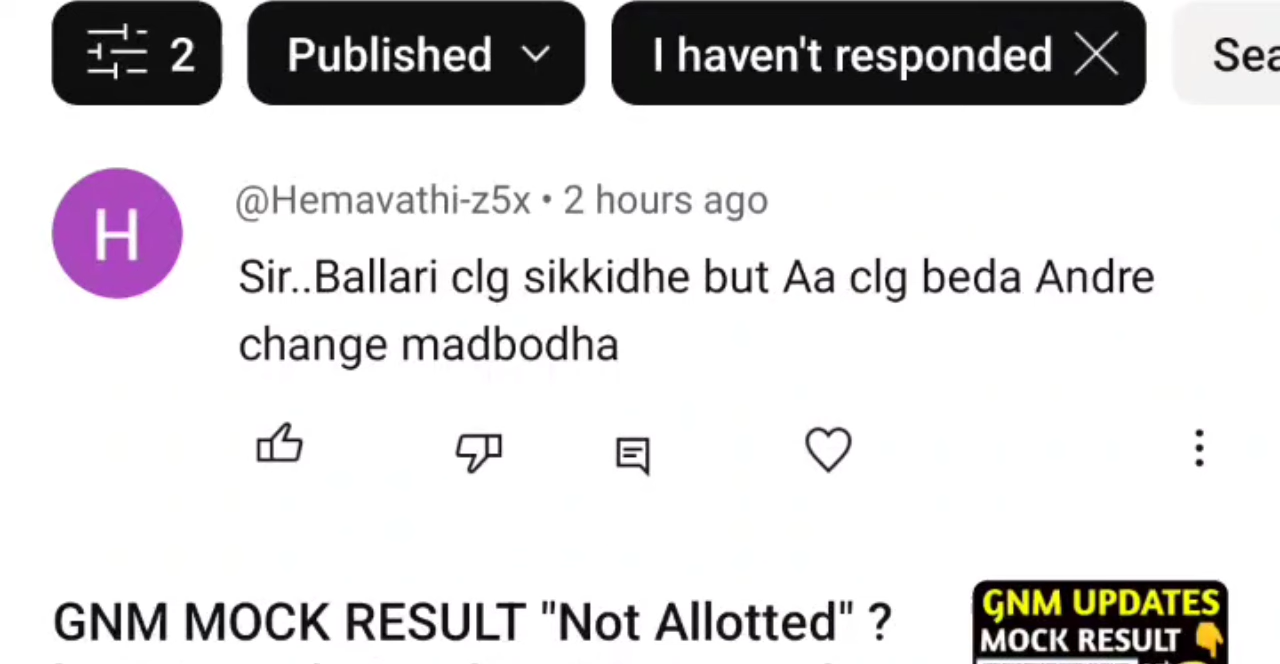 2
Published
I haven't responded
Sea
H
@Hemavathi-z5x • 2 hours ago
Sir..Ballari clg sikkidhe but Aa clg beda Andre
change madbodha
GNM MOCK RESULT "Not Allotted" ?
GNM UPDATES
MOCK RESULT 👇